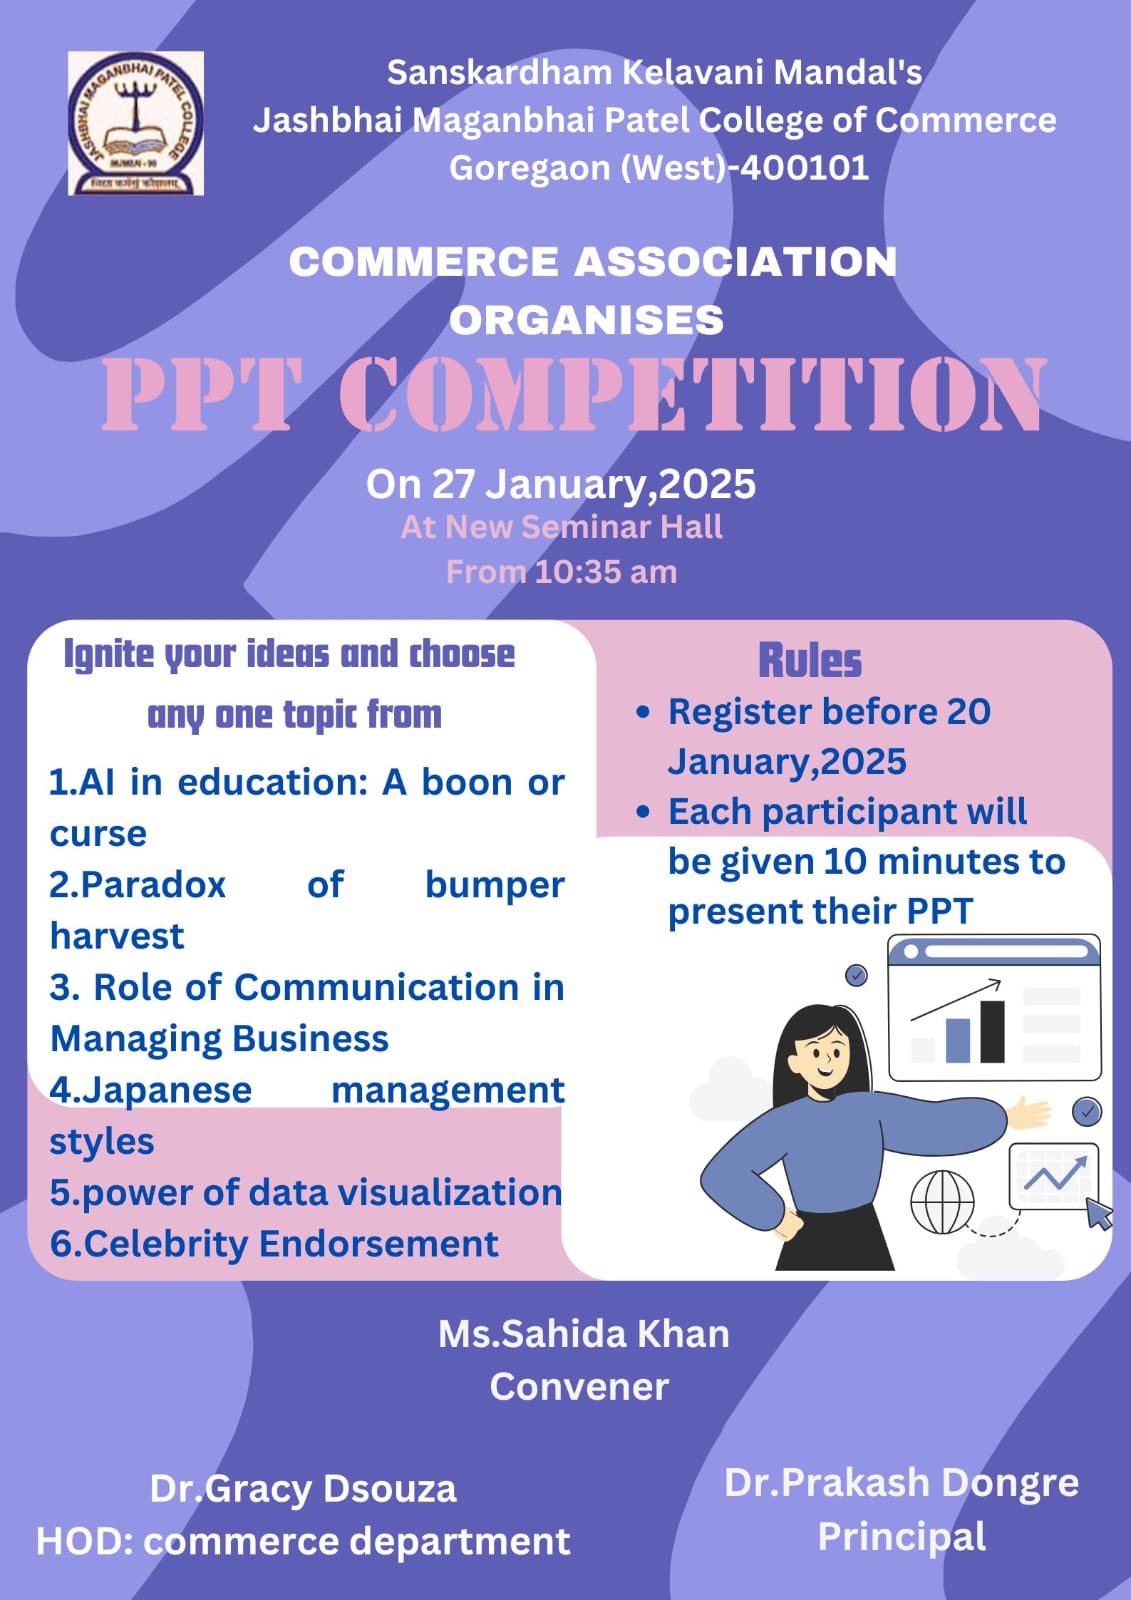 JASHBHAI MAGANBHAI PATEL COLLEGE
MUMBAI - 90
Sanskardham Kelavani Mandal's
Jashbhai Maganbhai Patel College of Commerce
Goregaon (West)-400101
COMMERCE ASSOCIATION
ORGANISES
PPT COMPETITION
On 27 January,2025
At New Seminar Hall
From 10:35 am
Ignite your ideas and choose
any one topic from
1.AI in education: A boon or
curse
2.Paradox of bumper
harvest
3. Role of Communication in
Managing Business
4.Japanese management
styles
5.power of data visualization
6.Celebrity Endorsement
Rules
• Register before 20
January,2025
• Each participant will
be given 10 minutes to
present their PPT
Ms.Sahida Khan
Convener
Dr.Gracy Dsouza
HOD: commerce department
Dr.Prakash Dongre
Principal